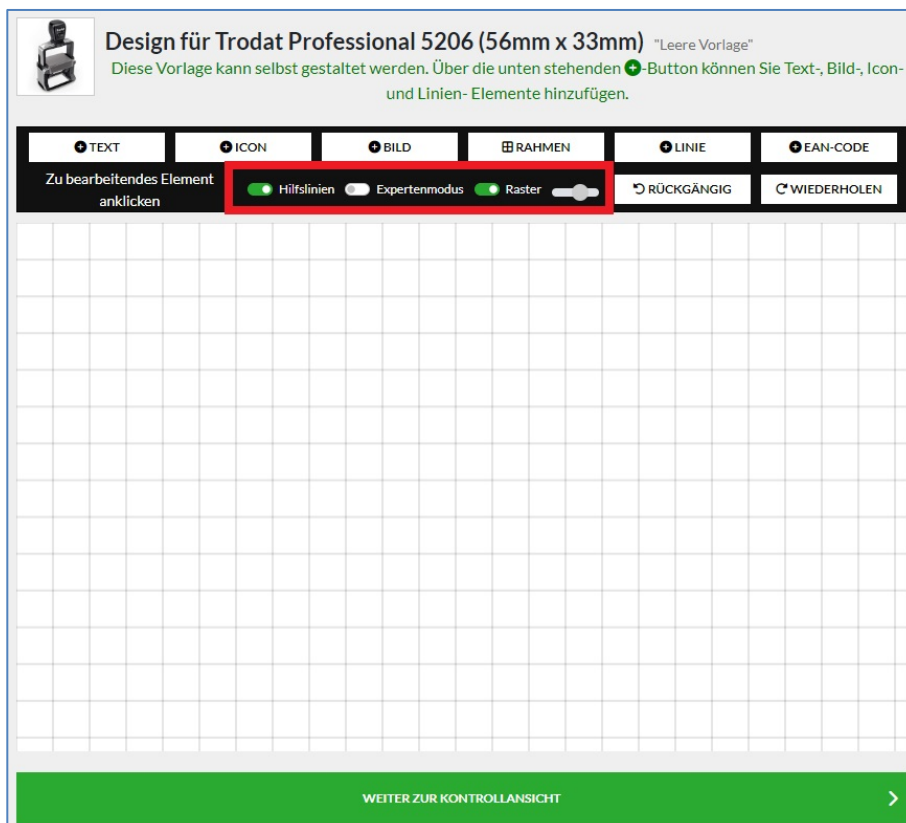 Design für Trodat Professional 5206 (56mm x 33mm) "Leere Vorlage"
Diese Vorlage kann selbst gestaltet werden. Über die unten stehenden +-Button können Sie Text-, Bild-, Icon-
und Linien- Elemente hinzufügen.
TEXT ICON BILD RAHMEN LINIE EAN-CODE
Zu bearbeitendes Element
anklicken
Hilfslinien Expertenmodus Raster RÜCKGÄNGIG WIEDERHOLEN
WEITER ZUR KONTROLLANSICHT